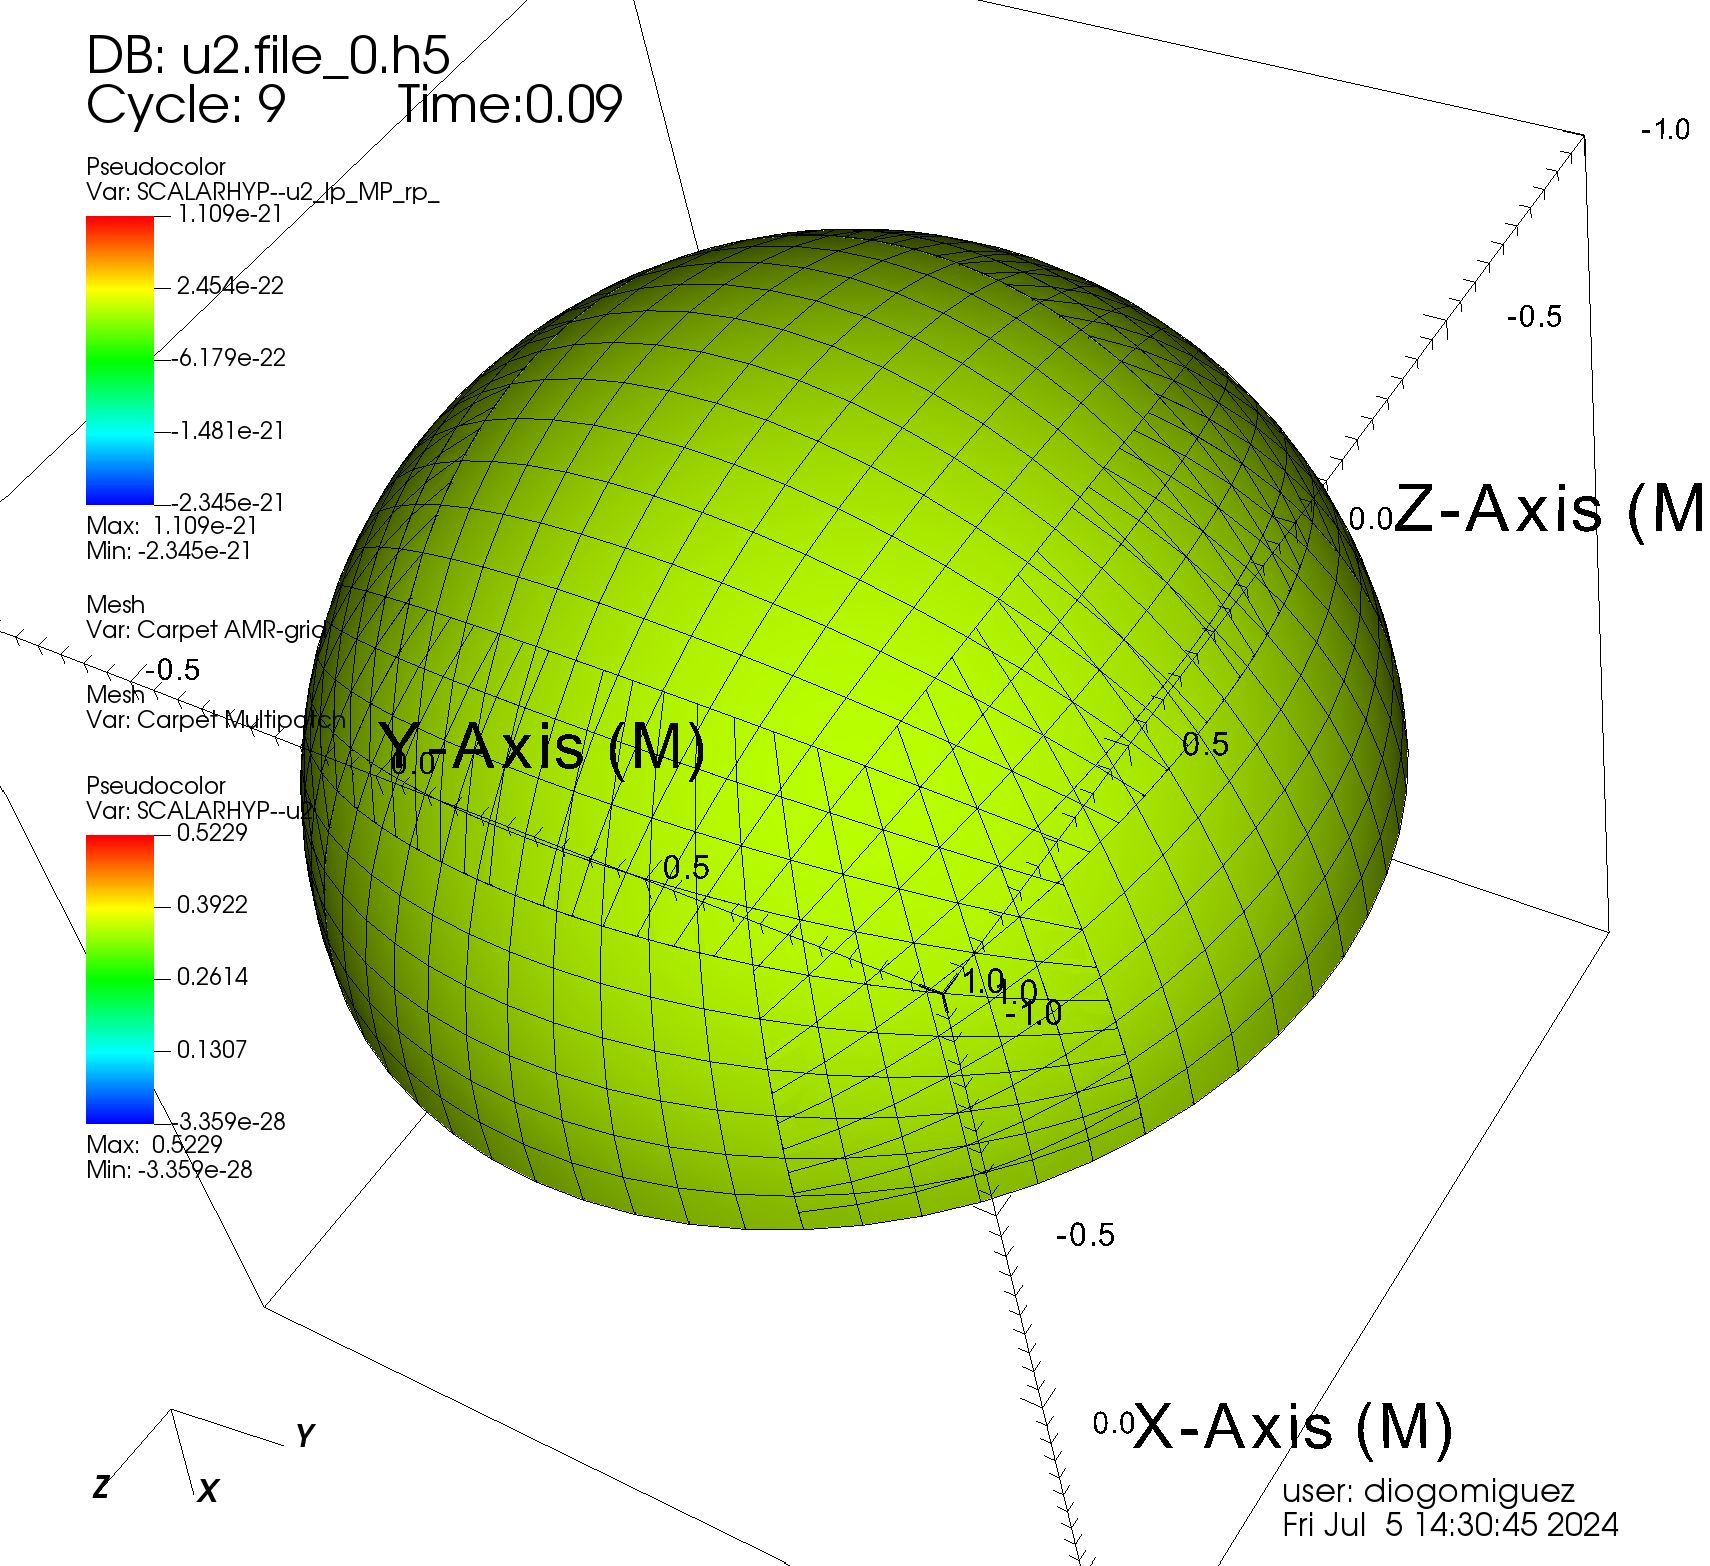 DB: u2.file_0.h5
Cycle: 9 Time:0.09
Pseudocolor
Var: SCALARHYP--u2_lp_MP_rp_
1.109e-21
2.454e-22
-6.179e-22
-1.481e-21
-2.345e-21
Max: 1.109e-21
Min: -2.345e-21
Mesh
Var: Carpet AMR-grid
Mesh
Var: Carpet Multipatch
Pseudocolor
Var: SCALARHYP--u2
0.5229
0.3922
0.2614
0.1307
-3.359e-28
Max: 0.5229
Min: -3.359e-28
-1.0
-0.5
0.0
Z-Axis (M
0.5
1.0
-0.5
0.0
Y-Axis (M)
0.5
1.0
-1.0
-0.5
0.0
X-Axis (M)
Z
X
Y
user: diogomiguez
Fri Jul 5 14:30:45 2024